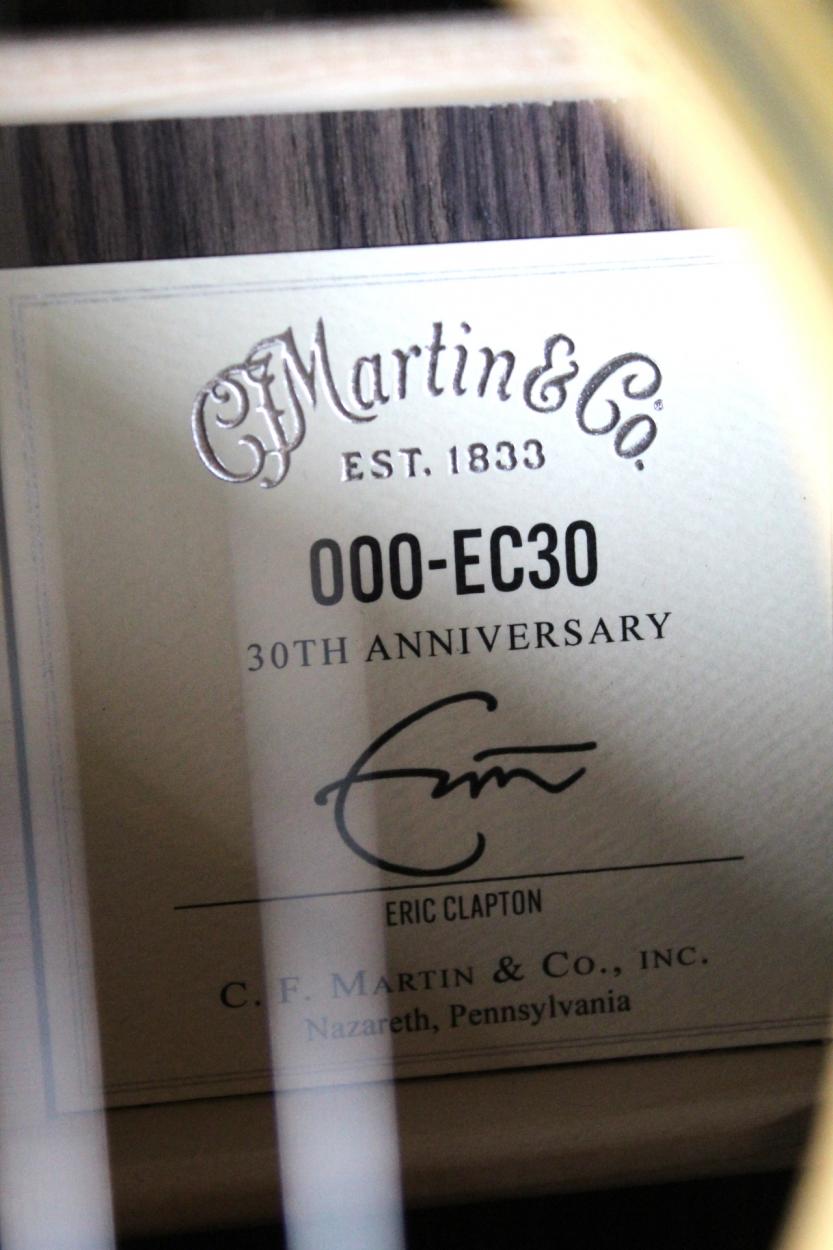 CFMartin & Co.®
EST. 1833
000-EC30
30TH ANNIVERSARY
ERIC CLAPTON
C. F. MARTIN & CO., INC.
Nazareth, Pennsylvania